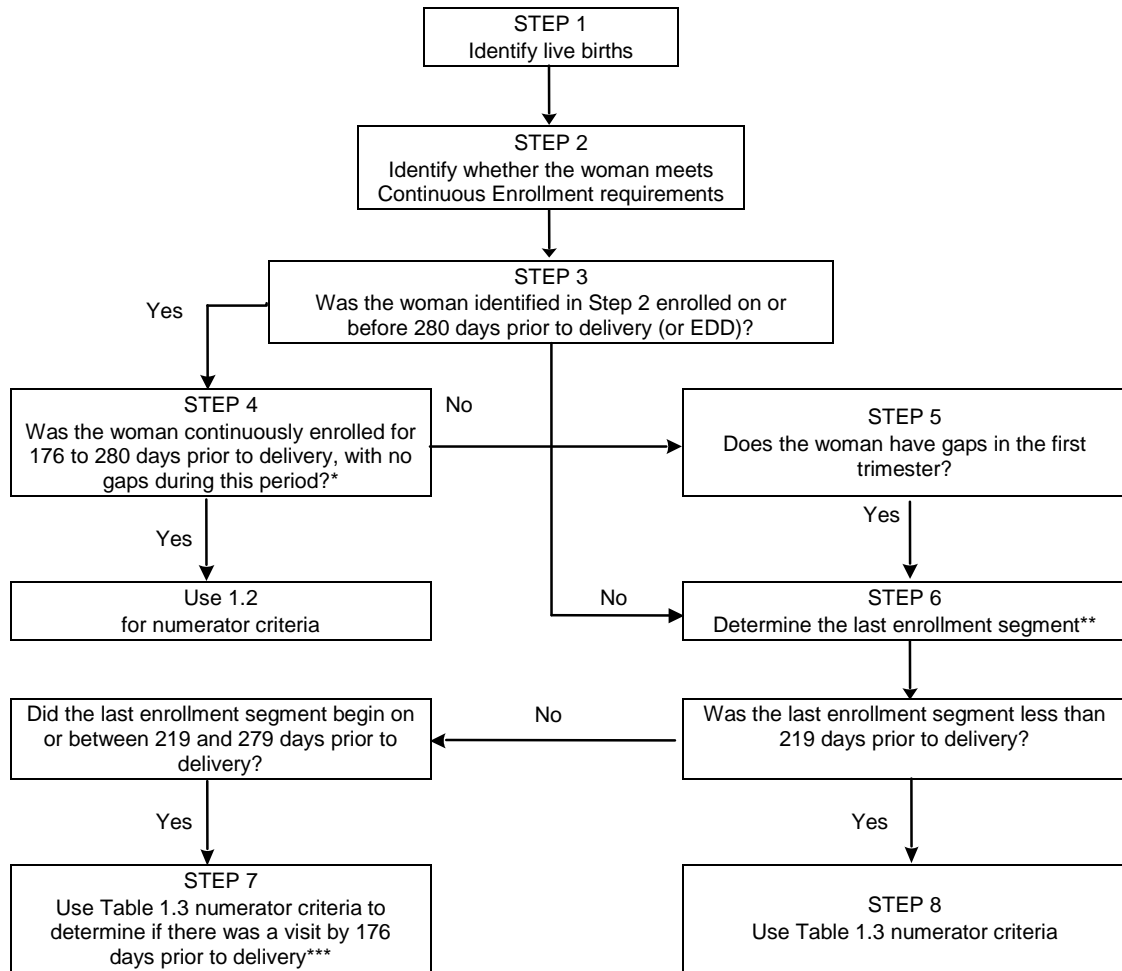 STEP 1
Identify live births
STEP 2
Identify whether the woman meets
Continuous Enrollment requirements
STEP 3
Was the woman identified in Step 2 enrolled on or
before 280 days prior to delivery (or EDD)?
Yes
STEP 4
Was the woman continuously enrolled for
176 to 280 days prior to delivery, with no
gaps during this period?*
No
STEP 5
Does the woman have gaps in the first
trimester?
Yes
Yes
Use 1.2
for numerator criteria
No
STEP 6
Determine the last enrollment segment**
Did the last enrollment segment begin on
or between 219 and 279 days prior to
delivery?
No
Was the last enrollment segment less than
219 days prior to delivery?
Yes
Yes
STEP 7
Use Table 1.3 numerator criteria to
determine if there was a visit by 176
days prior to delivery***
STEP 8
Use Table 1.3 numerator criteria